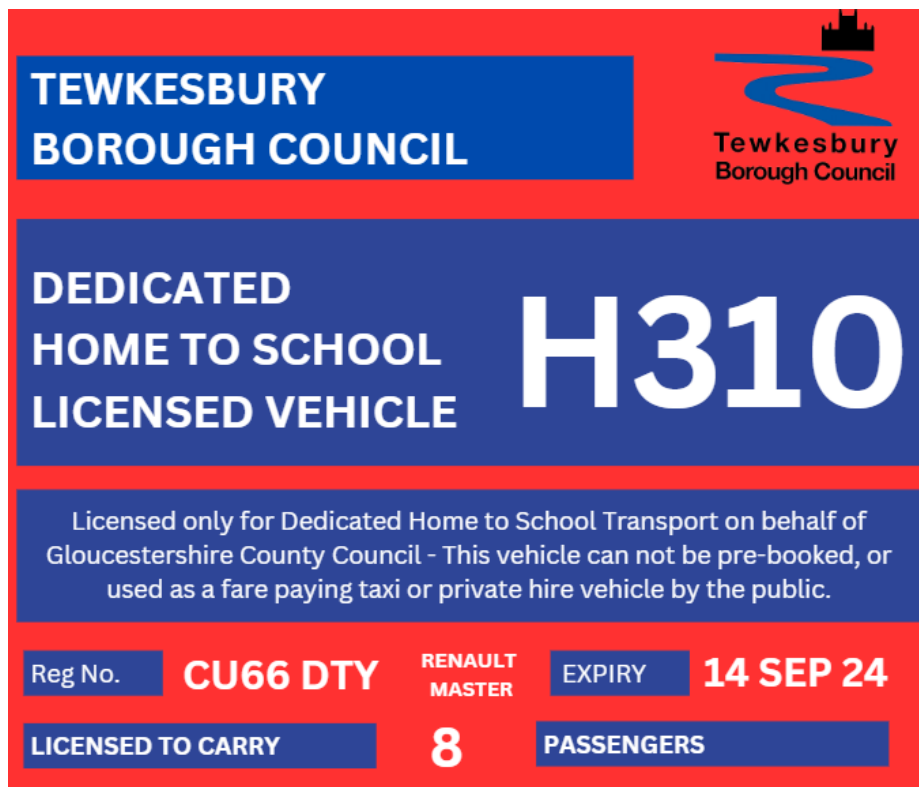 TEWKESBURY
BOROUGH COUNCIL
Tewkesbury
Borough Council
DEDICATED
HOME TO SCHOOL
LICENSED VEHICLE
H310
Licensed only for Dedicated Home to School Transport on behalf of
Gloucestershire County Council - This vehicle can not be pre-booked, or
used as a fare paying taxi or private hire vehicle by the public.
Reg No. CU66 DTY RENAULT
MASTER EXPIRY 14 SEP 24
LICENSED TO CARRY 8 PASSENGERS